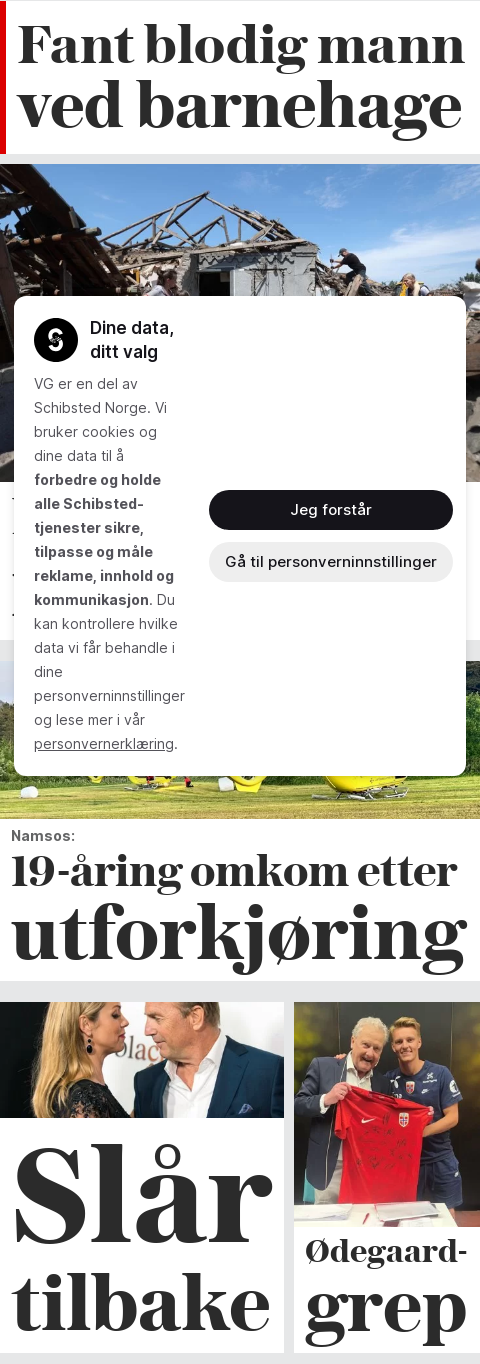 Fant blodig mann
ved barnehage
Dine data,
ditt valg
VG er en del av
Schibsted Norge. Vi
bruker cookies og
dine data til å
forbedre og holde
alle Schibsted-
tjenester sikre,
tilpasse og måle
reklame, innhold og
kommunikasjon. Du
kan kontrollere hvilke
data vi får behandle i
dine
personverninnstillinger
og lese mer i vår
personvernerklæring.
Jeg forstår
Gå til personverninnstillinger
Namsos:
19-åring omkom etter
utforkjøring
Slår
tilbake
Ødegaard-
grep